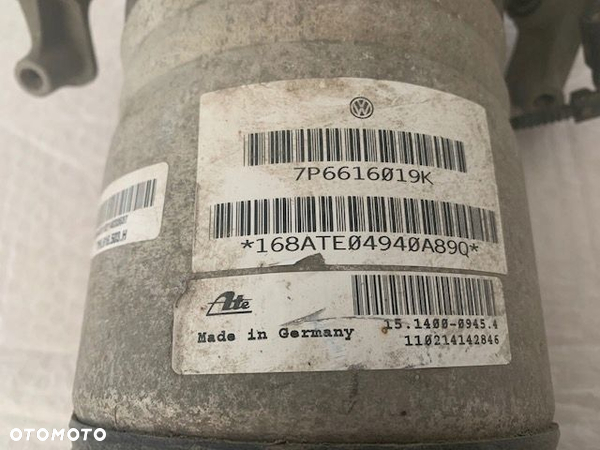 7P6616019K
*168ATE04940A89Q*
Ate
Made in Germany
15.1400-0945.4
110214142846
OTOMOTO